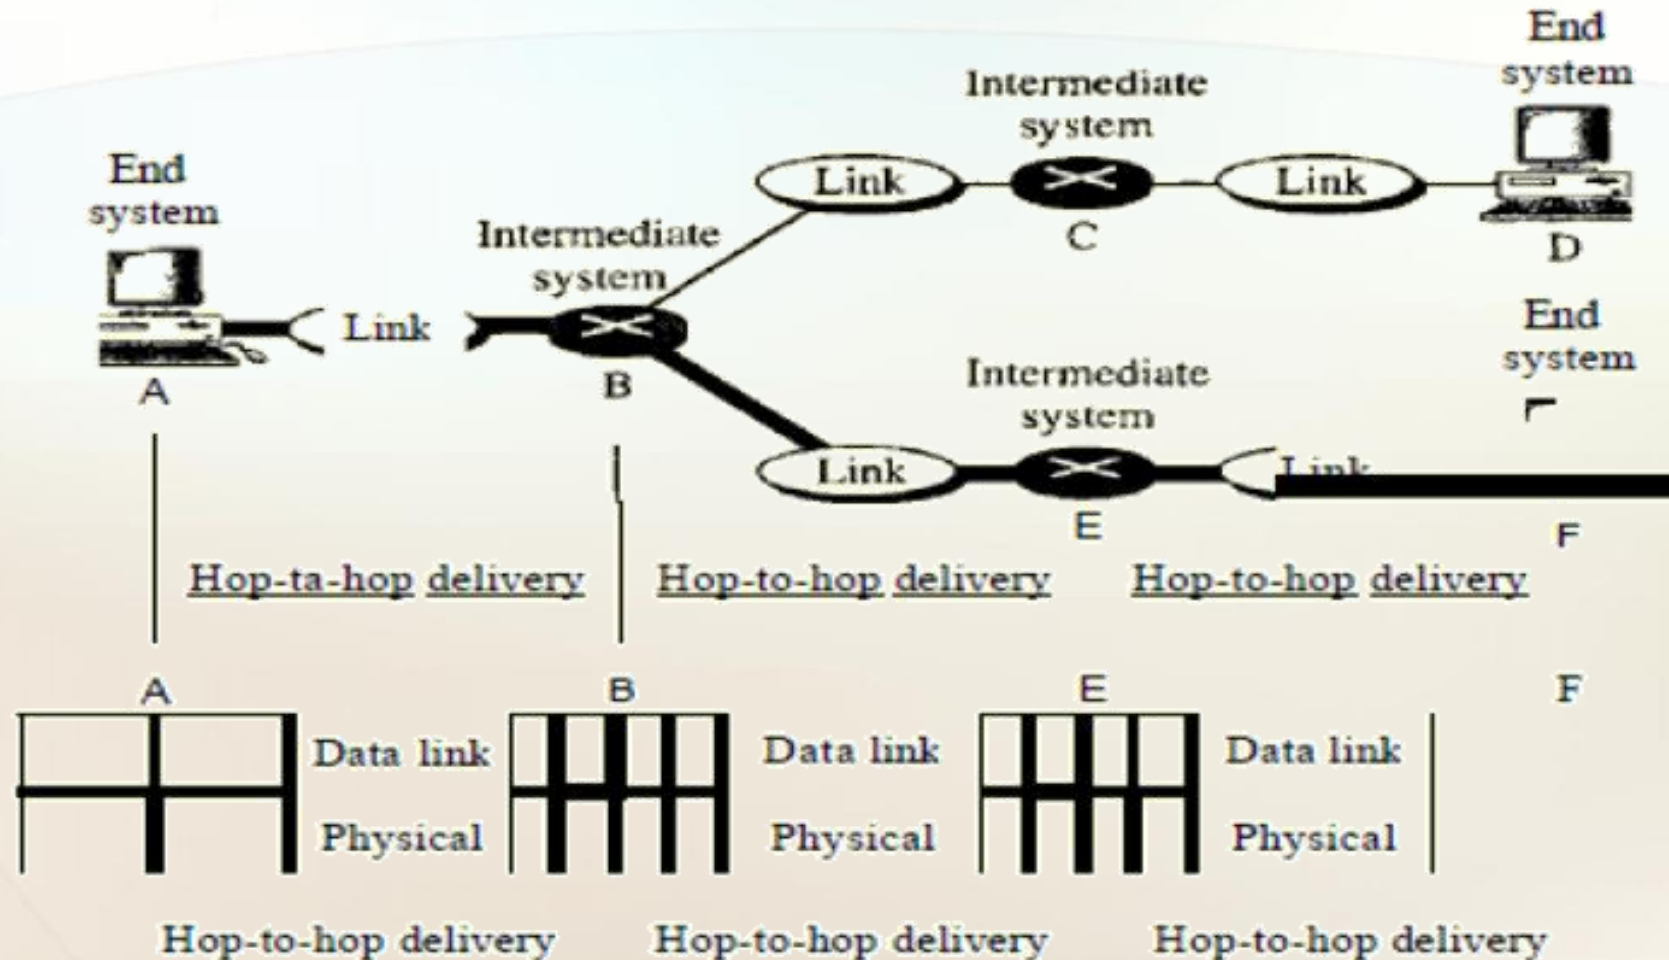 End
system
Intermediate
system
End
system
Link
Link
C
D
Intermediate
system
Link
A
B
End
system
Intermediate
system
Link
Link
E
F
Hop-ta-hop delivery
Hop-to-hop delivery
Hop-to-hop delivery
A
B
E
F
Data link
Data link
Data link
Physical
Physical
Physical
Hop-to-hop delivery
Hop-to-hop delivery
Hop-to-hop delivery